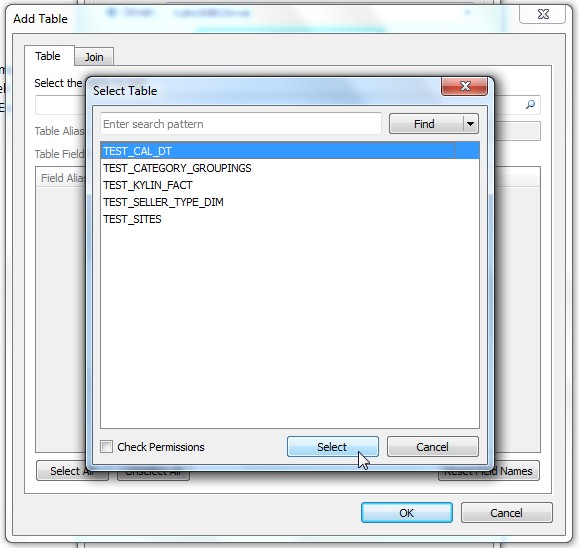 Add Table
Table
Join
Select the
Table Alias
Table Field
Field Alias
Select Table
Enter search pattern
Find
TEST_CAL_DT
TEST_CATEGORY_GROUPINGS
TEST_KYLIN_FACT
TEST_SELLER_TYPE_DIM
TEST_SITES
Check Permissions
Select
Cancel
Select All
Unselect All
Reset Field Names
OK
Cancel